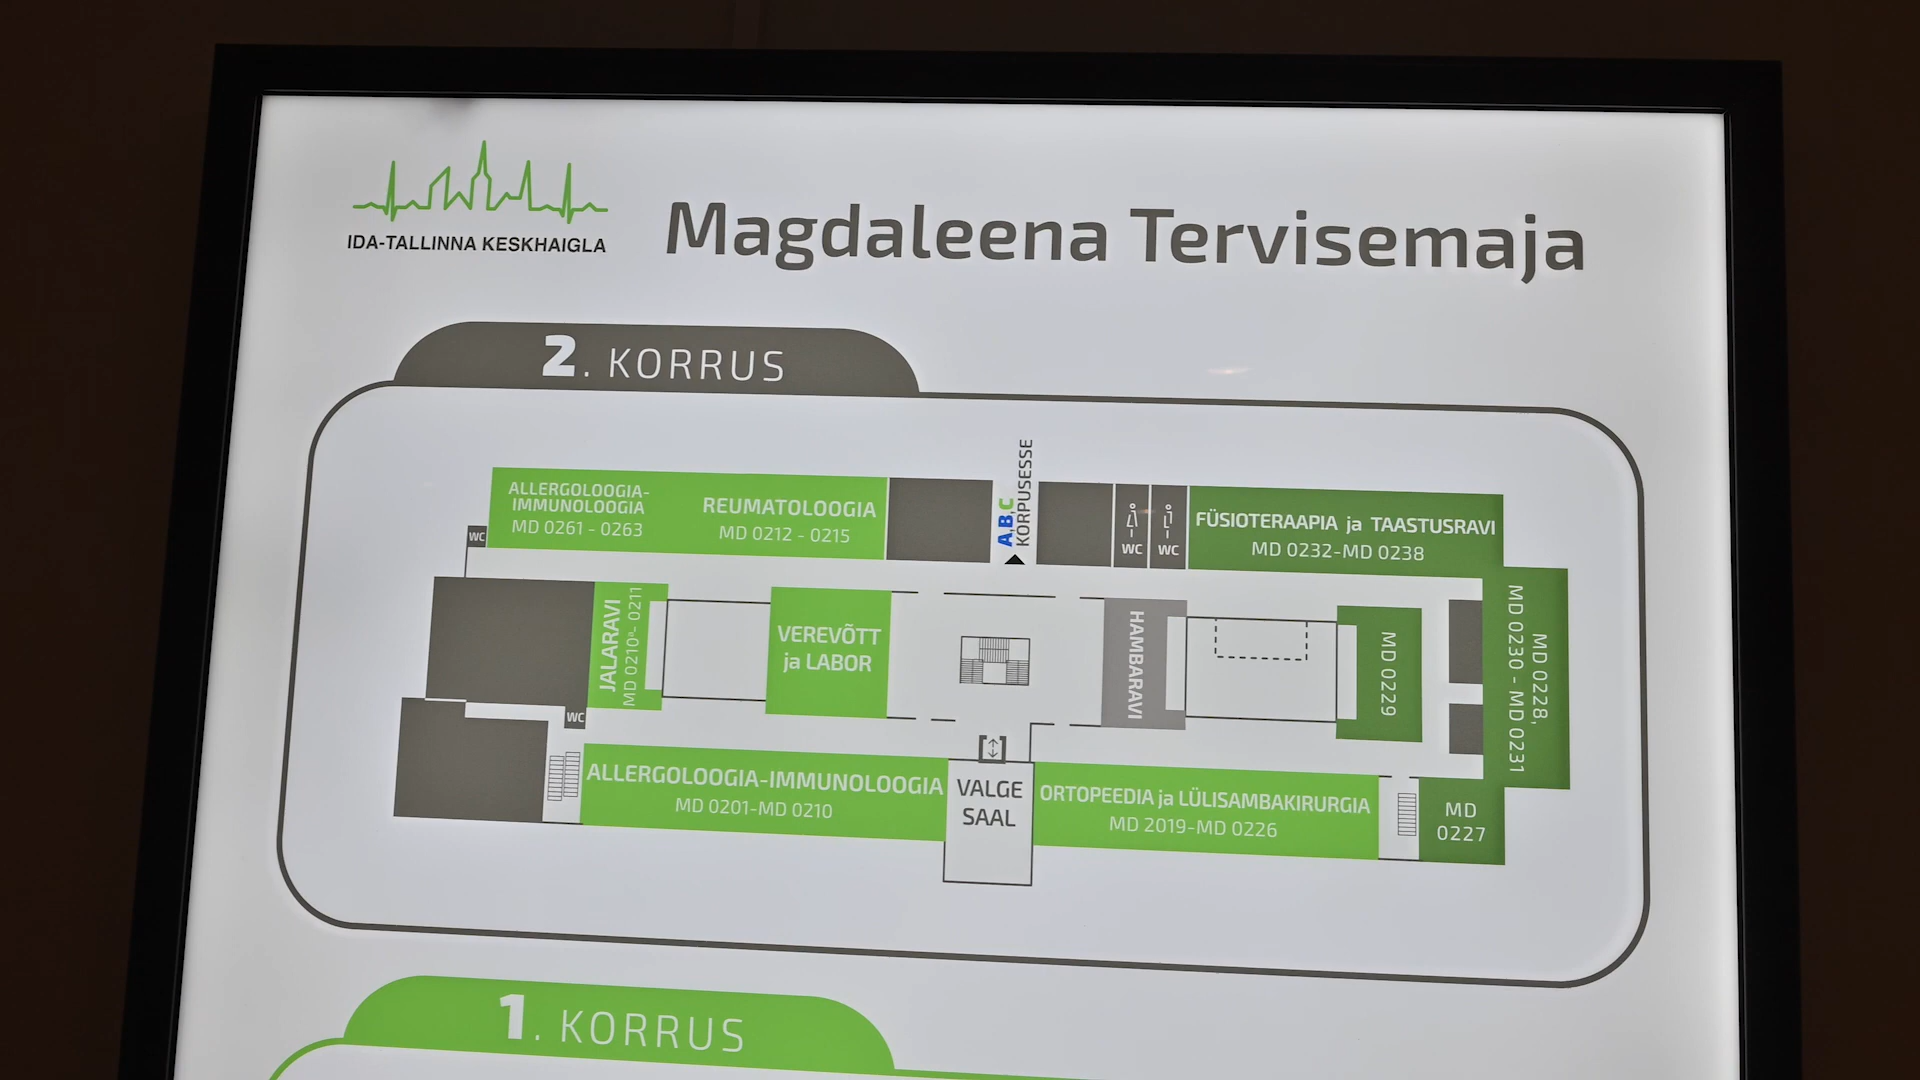 IDA-TALLINNA KESKHAIGLA
Magdaleena Tervisemaja
2. KORRUS
A,B,C
KORPUSESSE
ALLERGOLOOGIA-
IMMUNOLOOGIA
MD 0261 - 0263
REUMATOLOOGIA
MD 0212 - 0215
WC
WC
WC
FÜSIOTERAAPIA ja TAASTUSRAVI
MD 0232-MD 0238
JALARAVI
MD 0210ª- 0211
VEREVÕTT
ja LABOR
HAMBARAVI
MD 0229
MD 0228,
MD 0230 - MD 0231
WC
ALLERGOLOOGIA-IMMUNOLOOGIA
MD 0201-MD 0210
VALGE
SAAL
ORTOPEEDIA ja LÜLISAMBAKIRURGIA
MD 2019-MD 0226
MD
0227
1. KORRUS